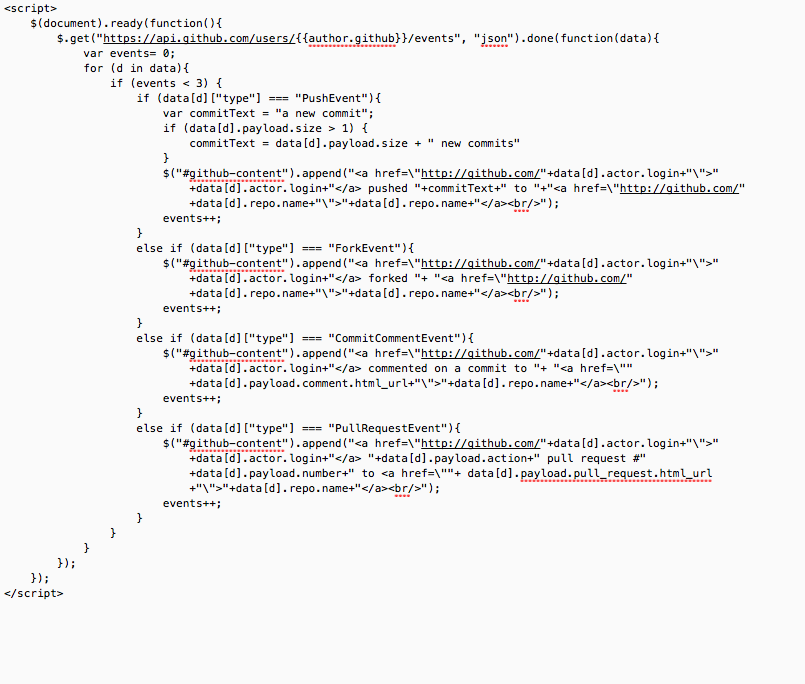 <script>
    $(document).ready(function(){
        $.get("https://api.github.com/users/{{author.github}}/events", "json").done(function(data){
            var events= 0;
            for (d in data){
                if (events < 3) {
                    if (data[d]["type"] === "PushEvent"){
                        var commitText = "a new commit";
                        if (data[d].payload.size > 1) {
                            commitText = data[d].payload.size + " new commits"
                        }
                        $("#github-content").append("<a href=\"http://github.com/"+data[d].actor.login+"\">"
                            +data[d].actor.login+"</a> pushed "+commitText+" to "+"<a href=\"http://github.com/"
                            +data[d].repo.name+"\">"+data[d].repo.name+"</a><br/>");
                        events++;
                    }
                    else if (data[d]["type"] === "ForkEvent"){
                        $("#github-content").append("<a href=\"http://github.com/"+data[d].actor.login+"\">"
                            +data[d].actor.login+"</a> forked "+ "<a href=\"http://github.com/"
                            +data[d].repo.name+"\">"+data[d].repo.name+"</a><br/>");
                        events++;
                    }
                    else if (data[d]["type"] === "CommitCommentEvent"){
                        $("#github-content").append("<a href=\"http://github.com/"+data[d].actor.login+"\">"
                            +data[d].actor.login+"</a> commented on a commit to "+ "<a href=\""
                            +data[d].payload.comment.html_url+"\">"+data[d].repo.name+"</a><br/>");
                        events++;
                    }
                    else if (data[d]["type"] === "PullRequestEvent"){
                        $("#github-content").append("<a href=\"http://github.com/"+data[d].actor.login+"\">"
                            +data[d].actor.login+"</a> "+data[d].payload.action+" pull request #"
                            +data[d].payload.number+" to <a href=\""+ data[d].payload.pull_request.html_url
                            +"\">"+data[d].repo.name+"</a><br/>");
                        events++;
                    }
                }
            }
        });
    });
</script>